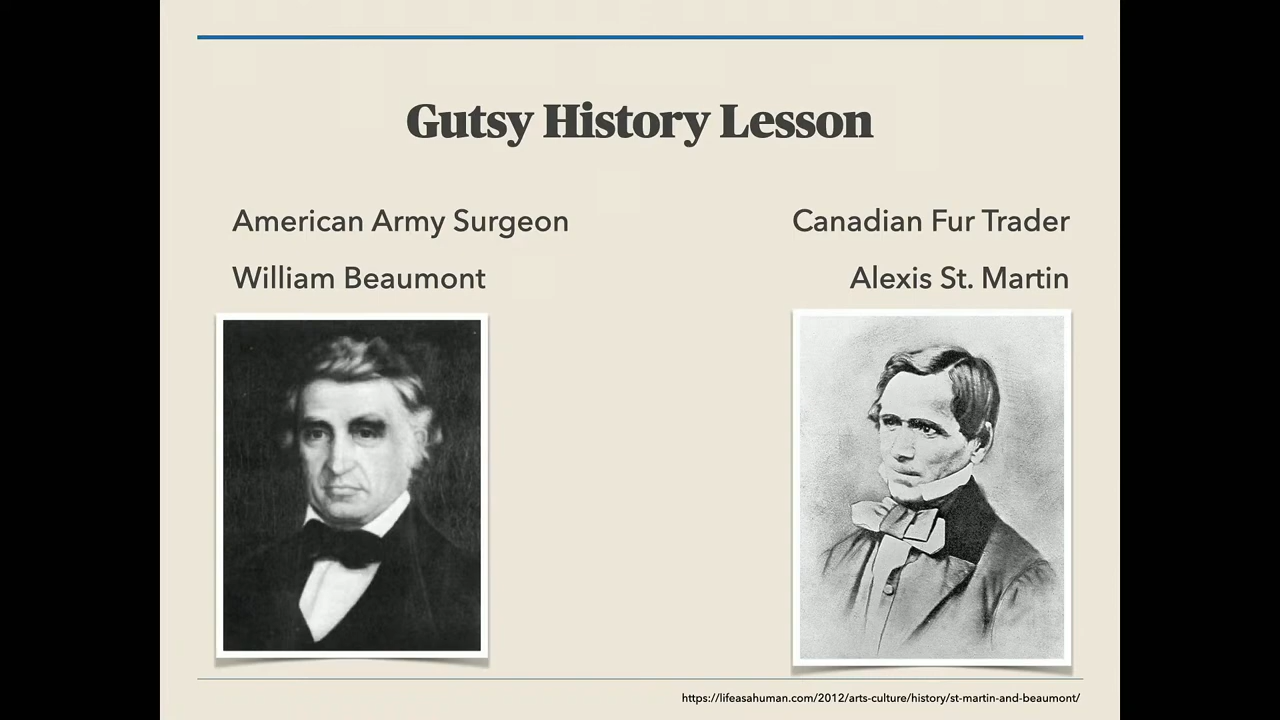 Gutsy History Lesson
American Army Surgeon
William Beaumont
Canadian Fur Trader
Alexis St. Martin
https://lifeasahuman.com/2012/arts-culture/history/st-martin-and-beaumont/